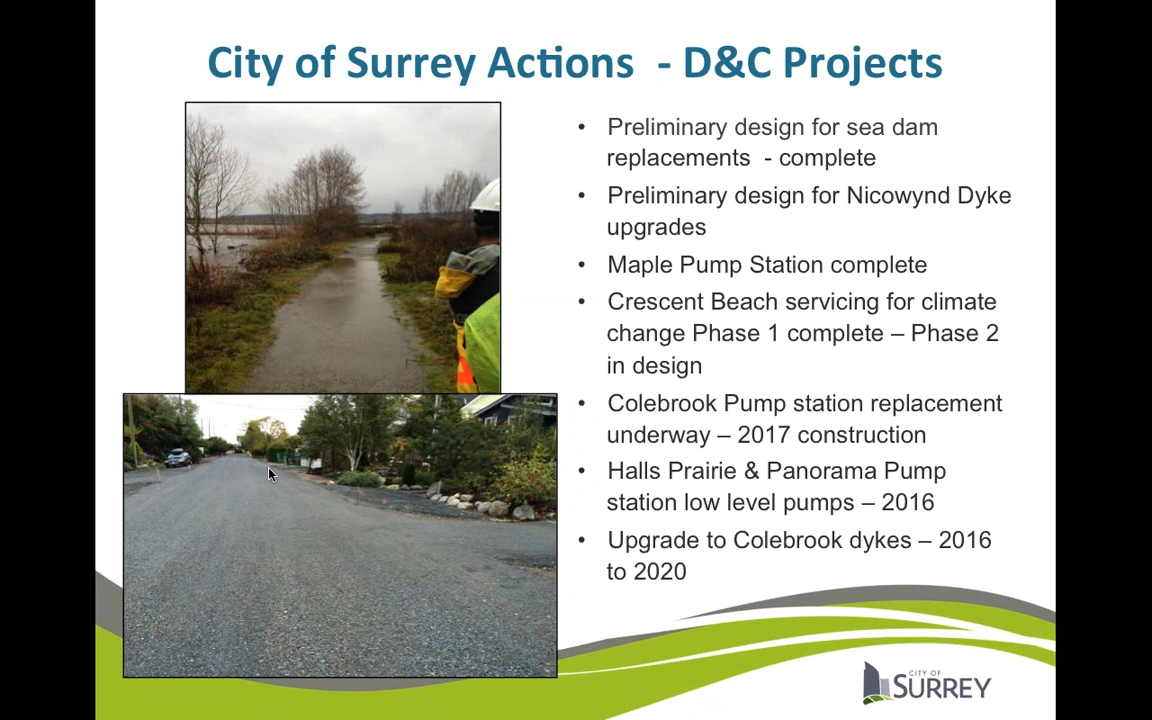 City of Surrey Actions  - D&C Projects
• Preliminary design for sea dam
replacements  - complete
• Preliminary design for Nicowynd Dyke
upgrades
• Maple Pump Station complete
• Crescent Beach servicing for climate
change Phase 1 complete – Phase 2
in design
• Colebrook Pump station replacement
underway – 2017 construction
• Halls Prairie & Panorama Pump
station low level pumps – 2016
• Upgrade to Colebrook dykes – 2016
to 2020
CITY OF
SURREY